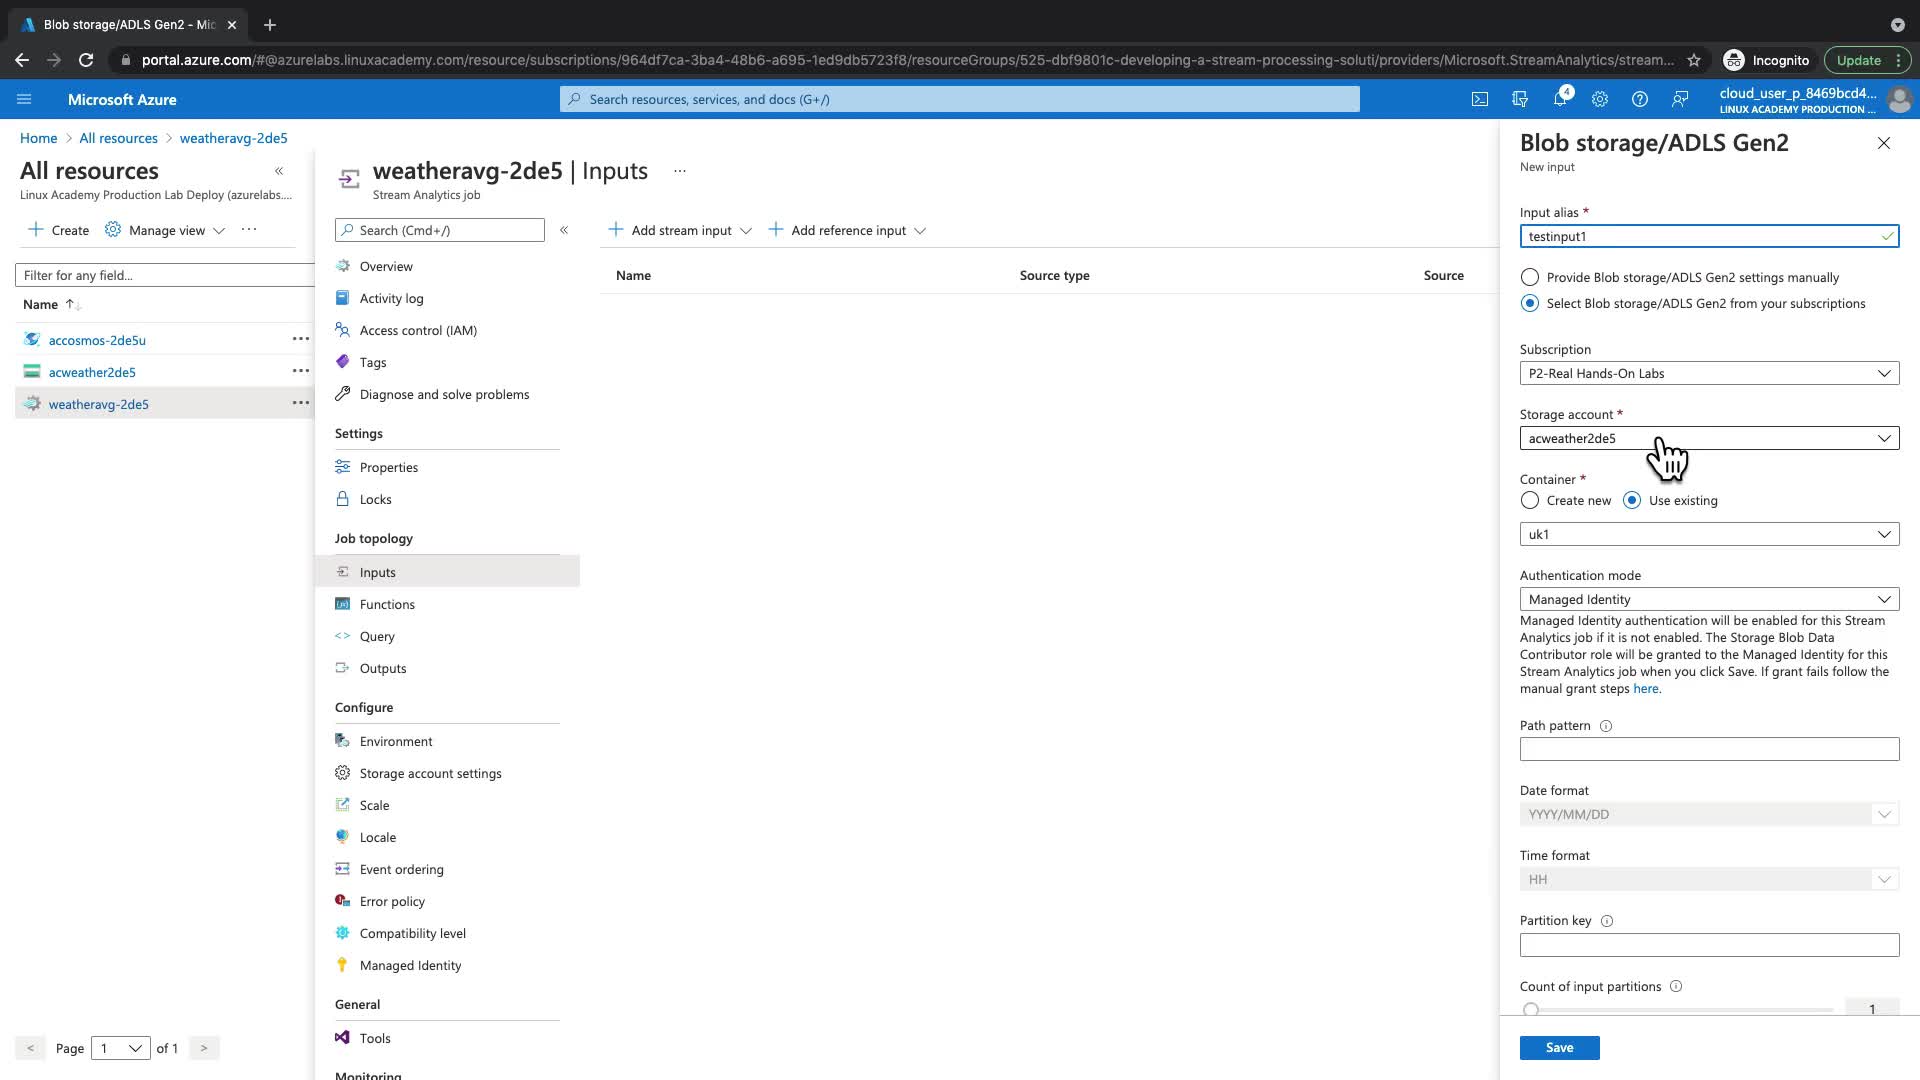 Blob storage/ADLS Gen2 - Mic
portal.azure.com/#@azurelabs.linuxacademy.com/resource/subscriptions/964df7ca-3ba4-48b6-a695-1ed9db5723f8/resourceGroups/525-dbf9801c-developing-a-stream-processing-soluti/providers/Microsoft.StreamAnalytics/stream...
Incognito
Update
Microsoft Azure
Search resources, services, and docs (G+/)
4
cloud_user_p_8469bcd4...
LINUX ACADEMY PRODUCTION ...
Home > All resources > weatheravg-2de5
All resources
«
Linux Academy Production Lab Deploy (azurelabs....
+ Create
Manage view
...
Filter for any field...
Name ↑↓
accosmos-2de5u
...
acweather2de5
...
weatheravg-2de5
...
< Page 1 of 1 >
weatheravg-2de5 | Inputs
...
Stream Analytics job
Search (Cmd+/)
«
Overview
Activity log
Access control (IAM)
Tags
Diagnose and solve problems
Settings
Properties
Locks
Job topology
Inputs
Functions
Query
Outputs
Configure
Environment
Storage account settings
Scale
Locale
Event ordering
Error policy
Compatibility level
Managed Identity
General
Tools
Monitoring
+ Add stream input
+ Add reference input
Name
Source type
Source
Blob storage/ADLS Gen2
New input
Input alias *
testinput1
Provide Blob storage/ADLS Gen2 settings manually
Select Blob storage/ADLS Gen2 from your subscriptions
Subscription
P2-Real Hands-On Labs
Storage account *
acweather2de5
Container *
Create new
Use existing
uk1
Authentication mode
Managed Identity
Managed Identity authentication will be enabled for this Stream
Analytics job if it is not enabled. The Storage Blob Data
Contributor role will be granted to the Managed Identity for this
Stream Analytics job when you click Save. If grant fails follow the
manual grant steps here.
Path pattern
Date format
YYYY/MM/DD
Time format
HH
Partition key
Count of input partitions
1
Save